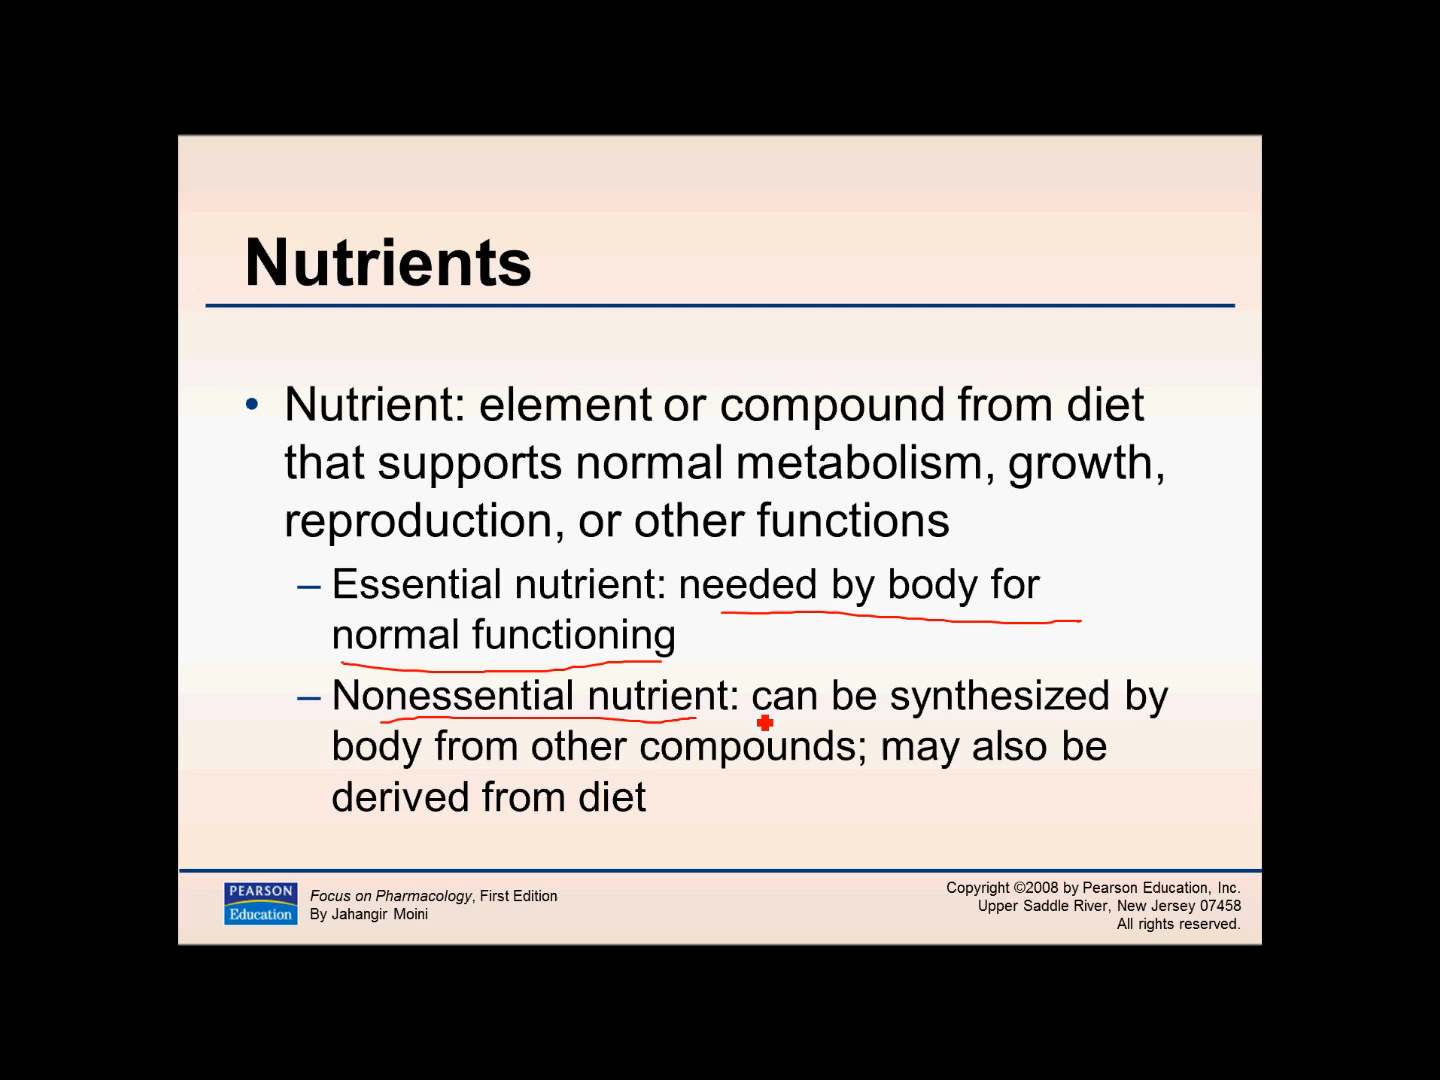 Nutrients
• Nutrient: element or compound from diet
that supports normal metabolism, growth,
reproduction, or other functions
– Essential nutrient: needed by body for
normal functioning
– Nonessential nutrient: can be synthesized by
body from other compounds; may also be
derived from diet
PEARSON
Education
Focus on Pharmacology, First Edition
By Jahangir Moini
Copyright ©2008 by Pearson Education, Inc.
Upper Saddle River, New Jersey 07458
All rights reserved.